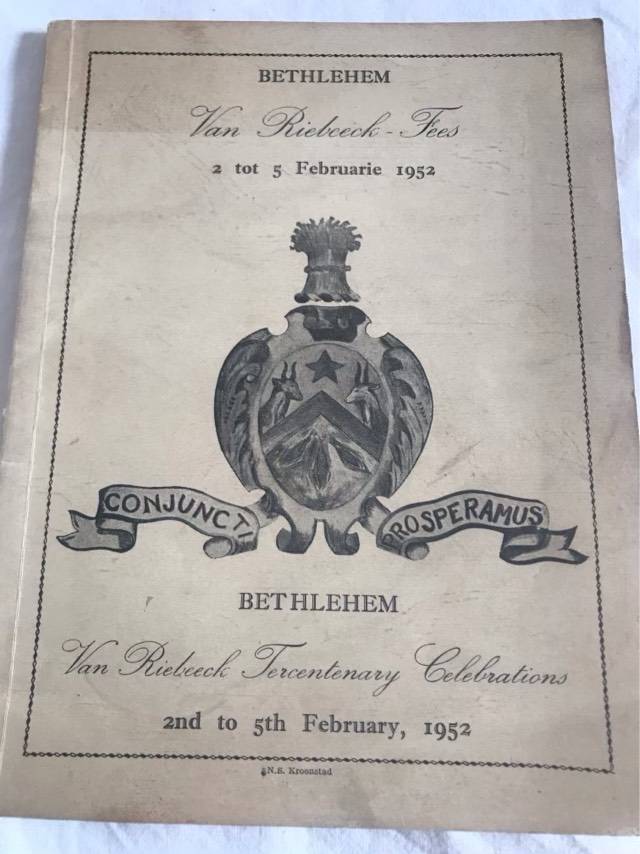 BETHLEHEM
Van Riebeeck - Fees
2 tot 5 Februarie 1952
CONJUNCTI
PROSPERAMUS
BETHLEHEM
Van Riebeeck Tercentenary Celebrations
2nd to 5th February, 1952
N.S. Kroonstad